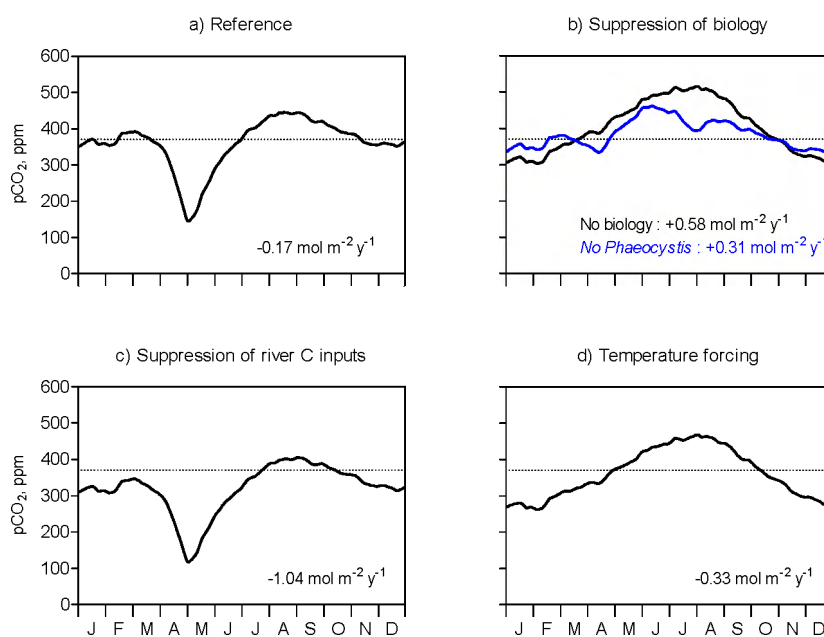 a) Reference
b) Suppression of biology
600
500
400
300
200
100
0
pCO2, ppm
-0.17 mol m-2 y-1
No biology : +0.58 mol m-2 y-1
No Phaeocystis : +0.31 mol m-2 y-1
J F M A M J J A S O N D
J F M A M J J A S O N D
c) Suppression of river C inputs
d) Temperature forcing
600
500
400
300
200
100
0
pCO2, ppm
-1.04 mol m-2 y-1
-0.33 mol m-2 y-1
J F M A M J J A S O N D
J F M A M J J A S O N D